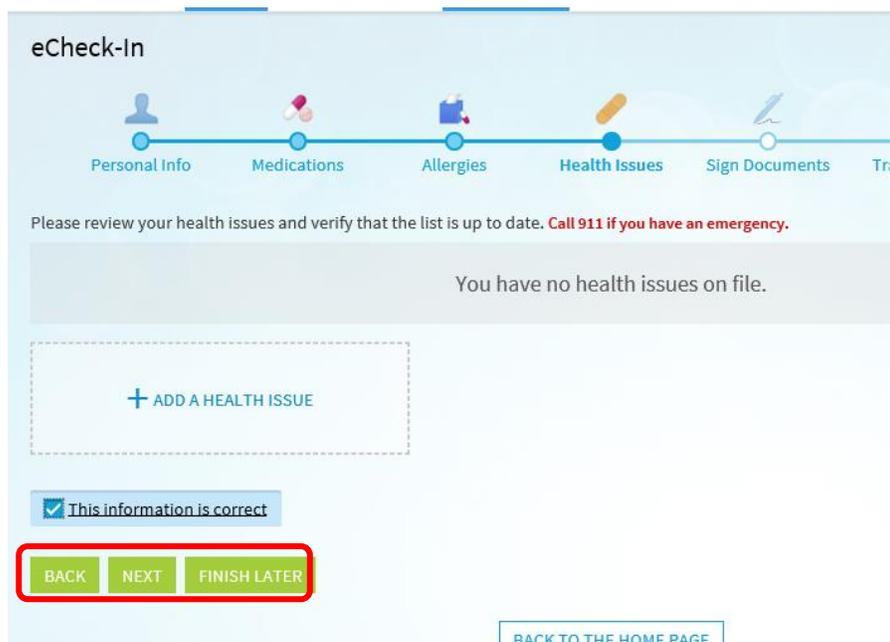 eCheck-In
Personal Info Medications Allergies Health Issues Sign Documents Tr
Please review your health issues and verify that the list is up to date. Call 911 if you have an emergency.
You have no health issues on file.
+ ADD A HEALTH ISSUE
This information is correct
BACK NEXT FINISH LATER
BACK TO THE HOME PAGE